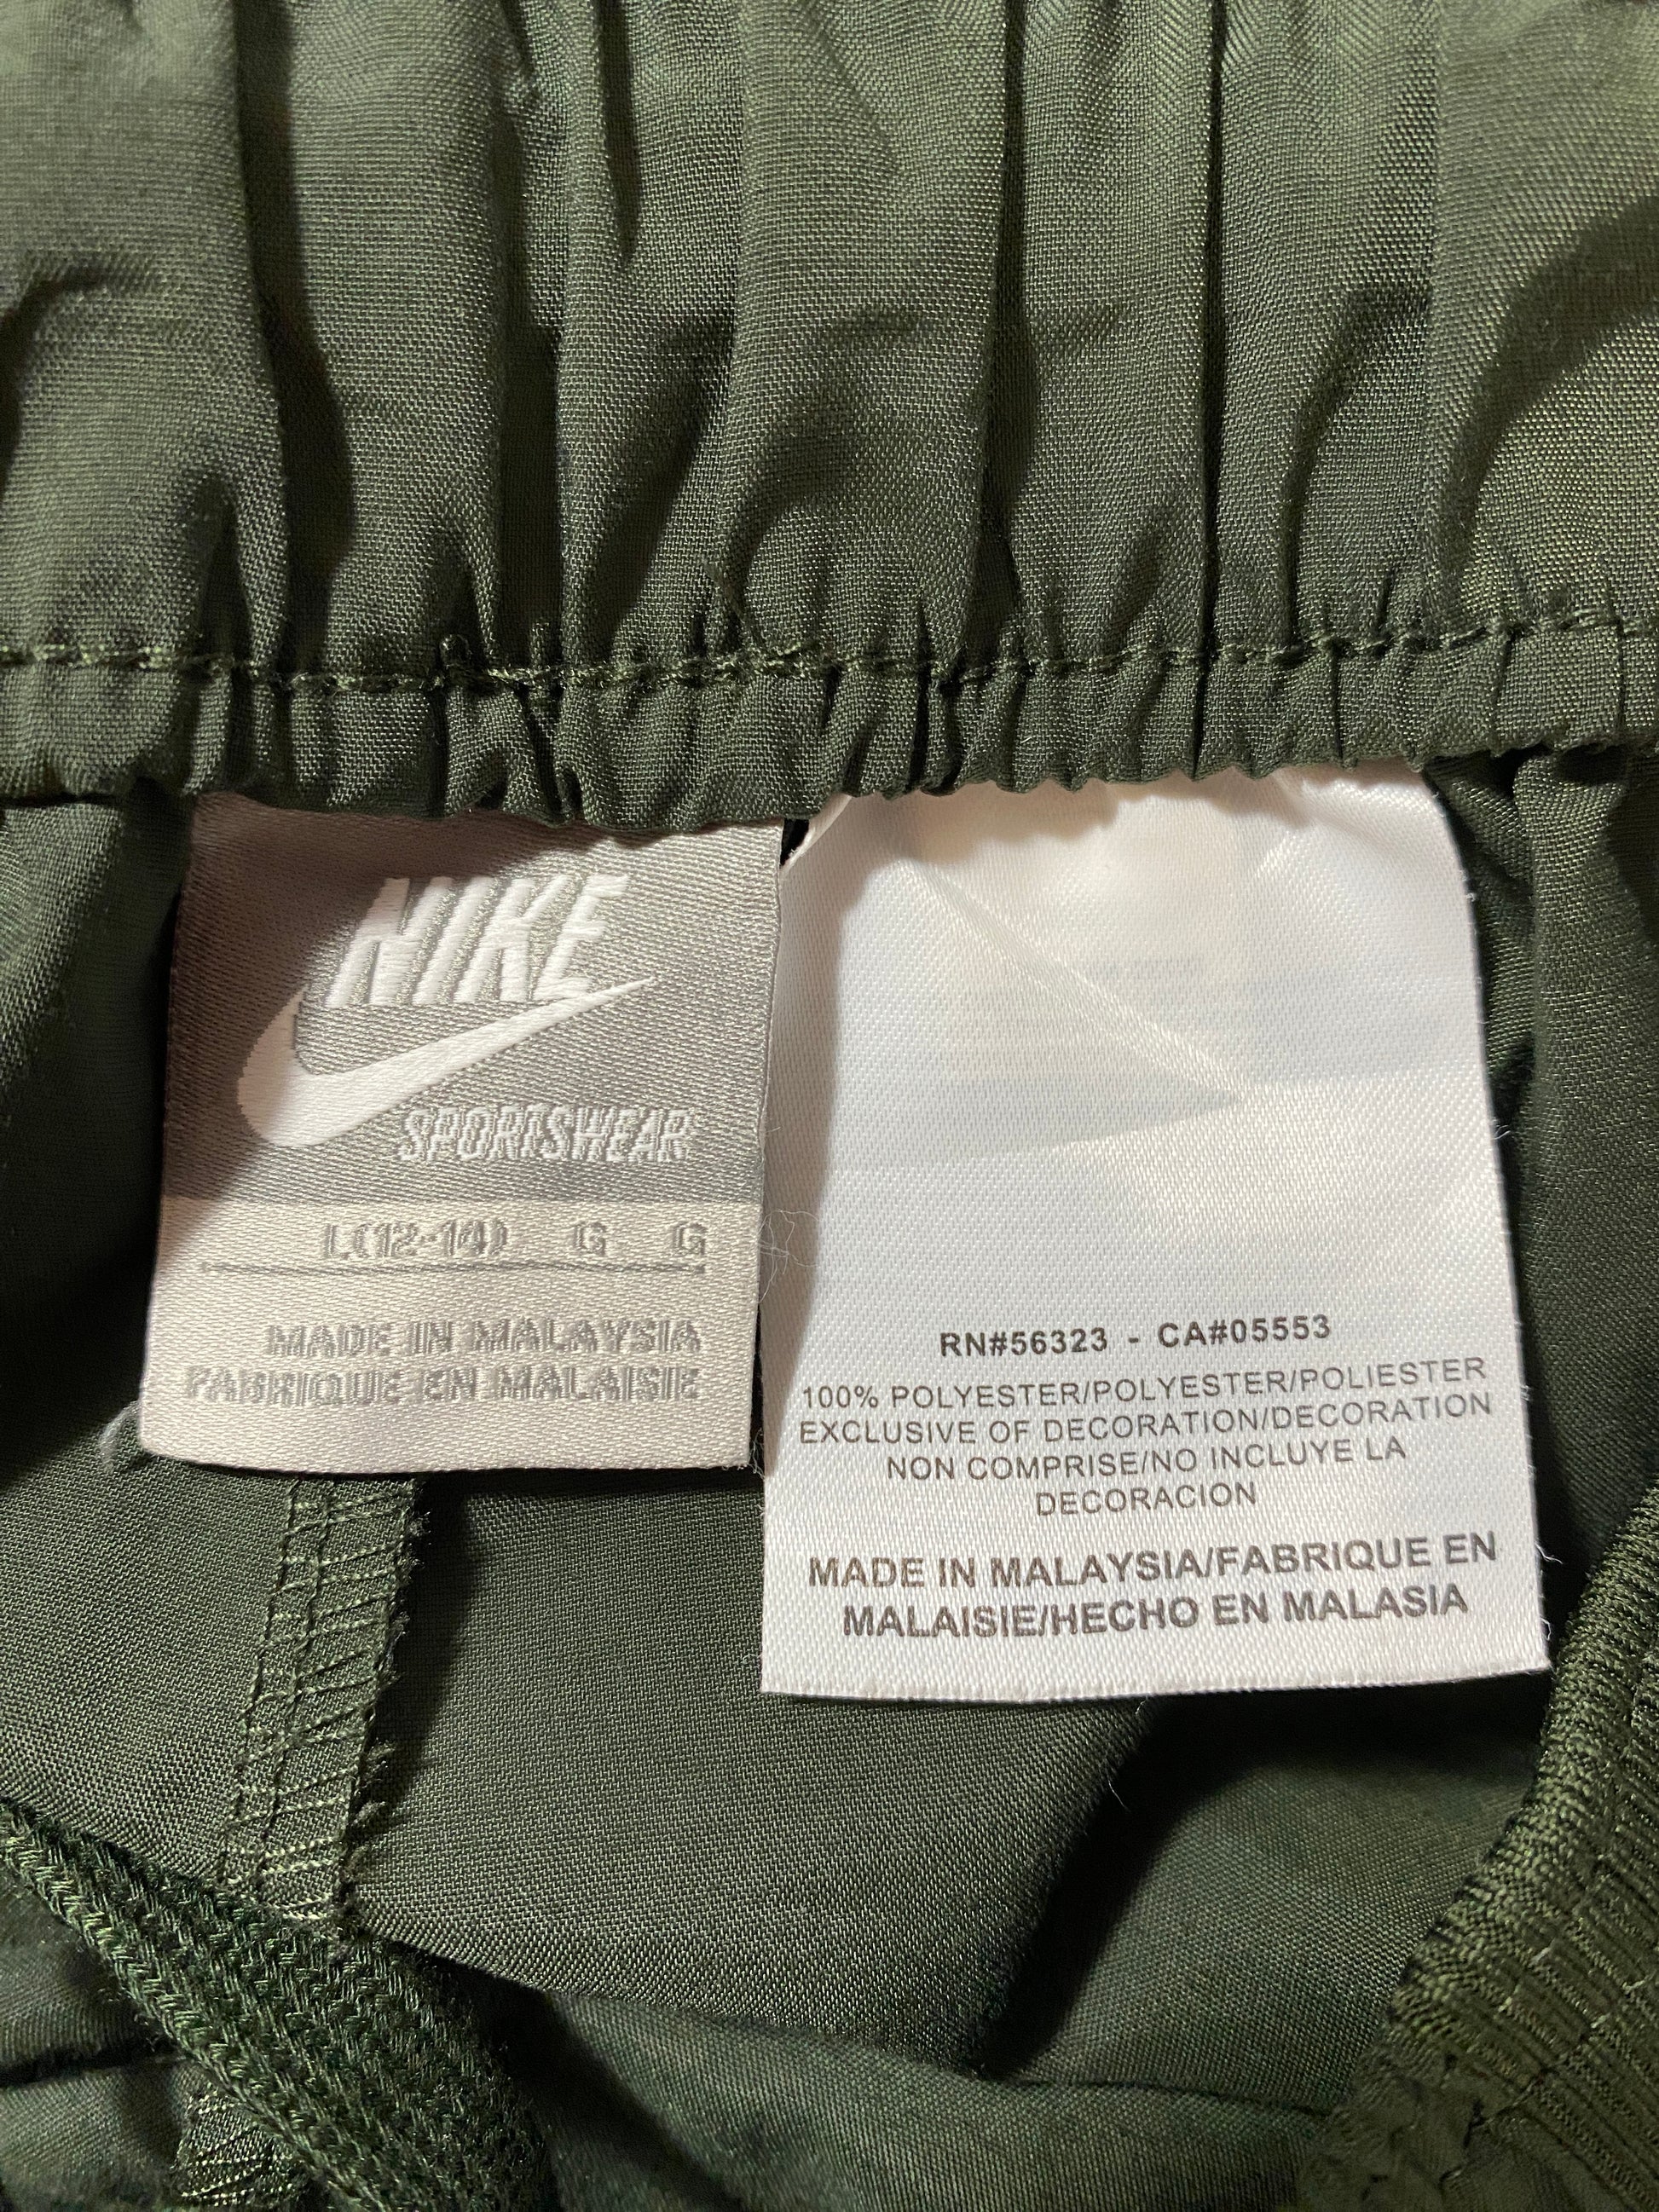 NIKE
SPORTSWEAR
L(12-14) G G
MADE IN MALAYSIA
FABRIQUE EN MALAISIE
RN#56323 - CA#05553
100% POLYESTER/POLYESTER/POLIESTER
EXCLUSIVE OF DECORATION/DECORATION
NON COMPRISE/NO INCLUYE LA
DECORACION
MADE IN MALAYSIA/FABRIQUE EN
MALAISIE/HECHO EN MALASIA